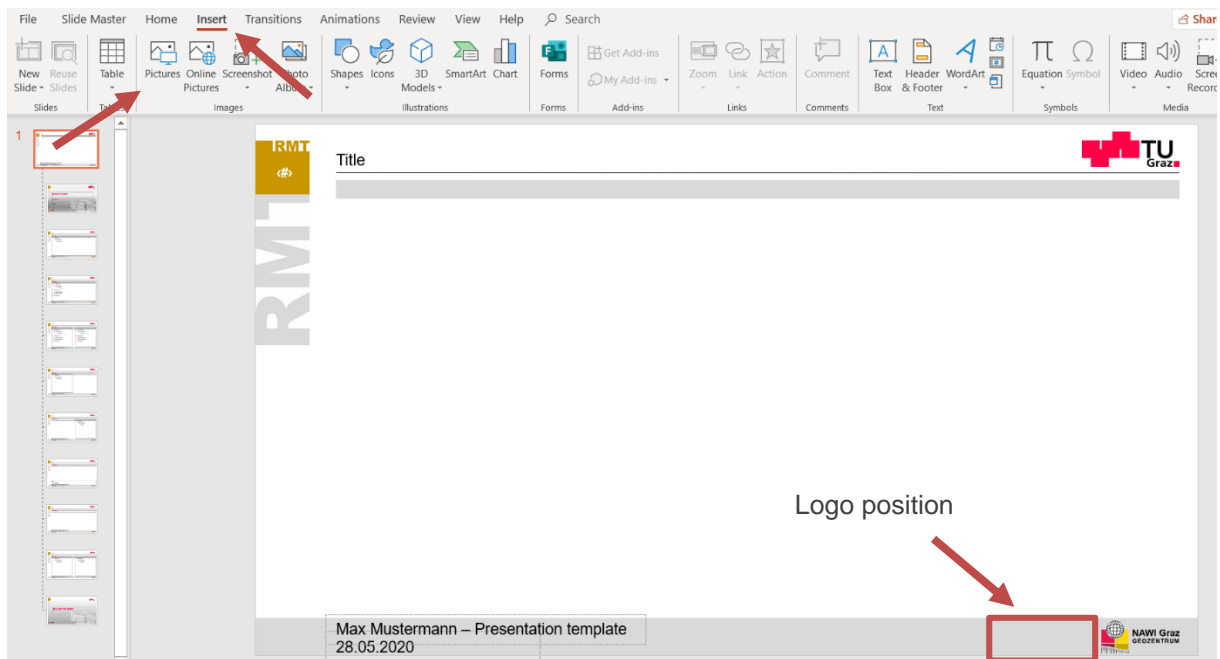 File Slide Master Home Insert Transitions Animations Review View Help Search Share
New Slide Reuse Slides Table Pictures Online Pictures Screenshot Photo Album Shapes Icons 3D Models SmartArt Chart Forms Get Add-ins My Add-ins Zoom Link Action Comment Text Box Header & Footer WordArt Equation Symbol Video Audio
Slides Images Illustrations Forms Add-ins Links Comments Text Symbols Media
1
RMT
‹#›
Title
TU
Graz
RMT
Logo position
Max Mustermann – Presentation template
28.05.2020
NAWI Graz
GEOZENTRUM